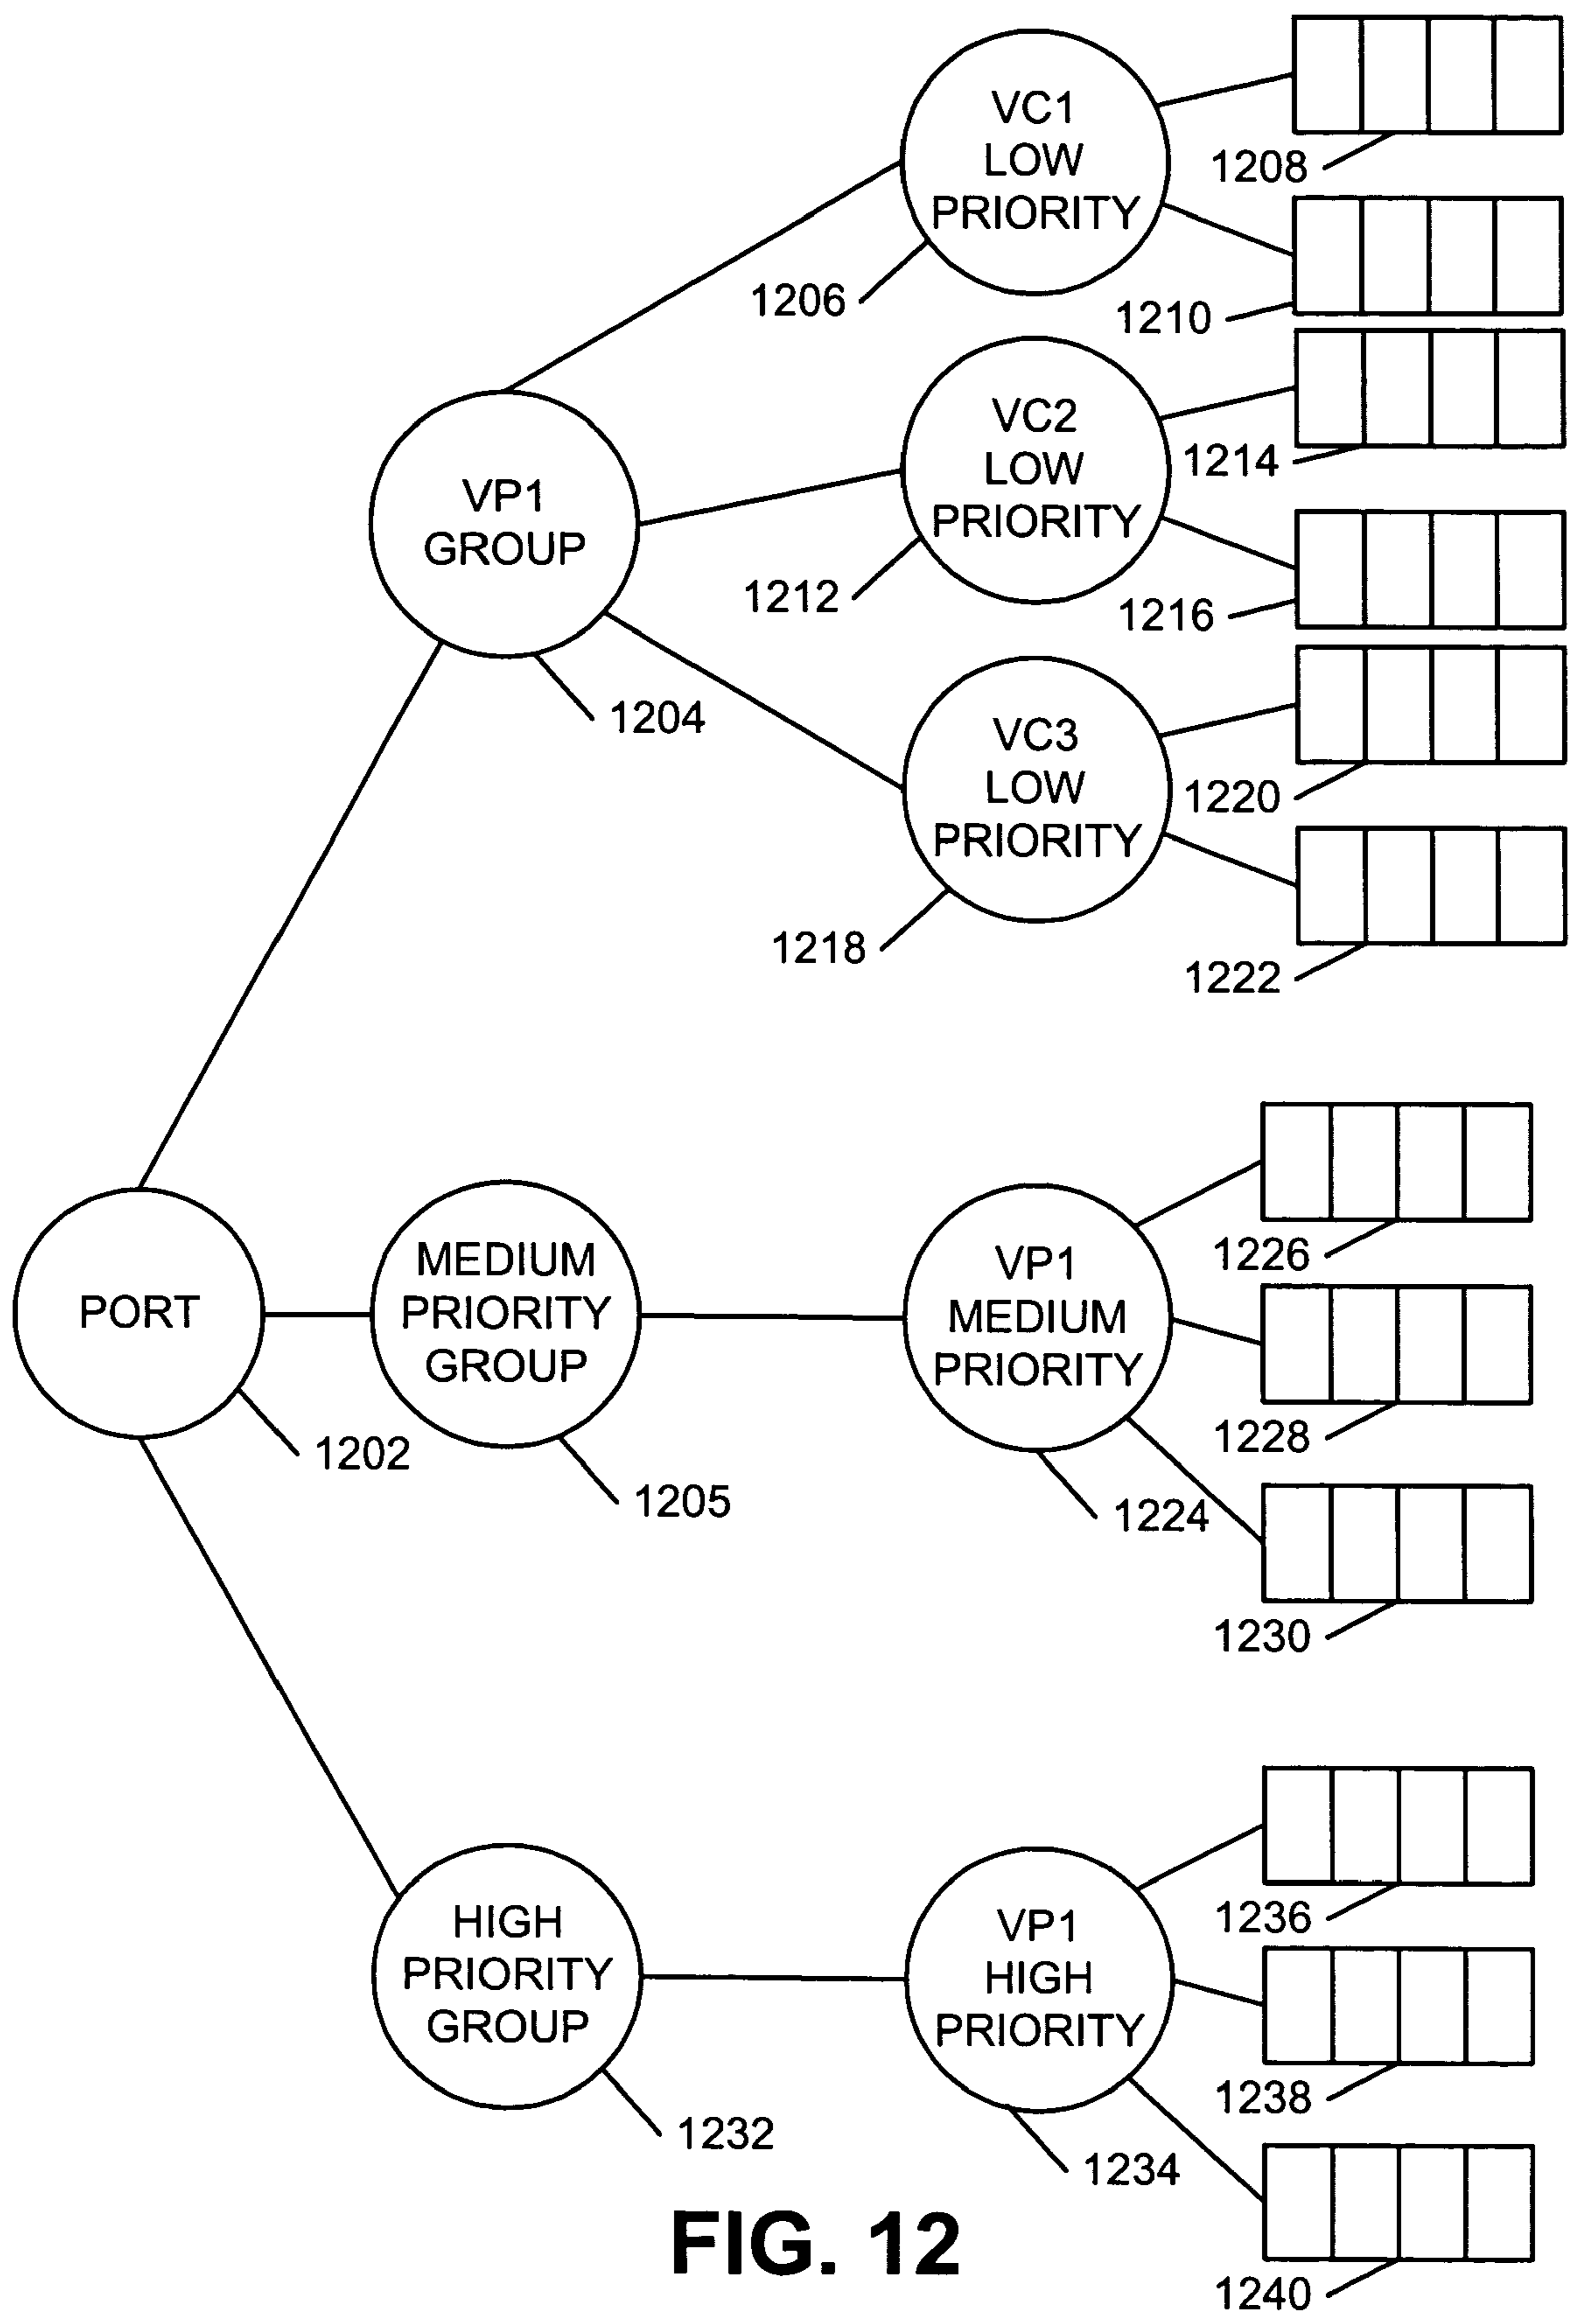 VC1
LOW
PRIORITY
1206
1208
1210
VC2
LOW
PRIORITY
1212
1214
1216
VP1
GROUP
1204
VC3
LOW
PRIORITY
1218
1220
1222
PORT
1202
MEDIUM
PRIORITY
GROUP
1205
VP1
MEDIUM
PRIORITY
1224
1226
1228
1230
HIGH
PRIORITY
GROUP
1232
VP1
HIGH
PRIORITY
1234
1236
1238
1240
FIG. 12